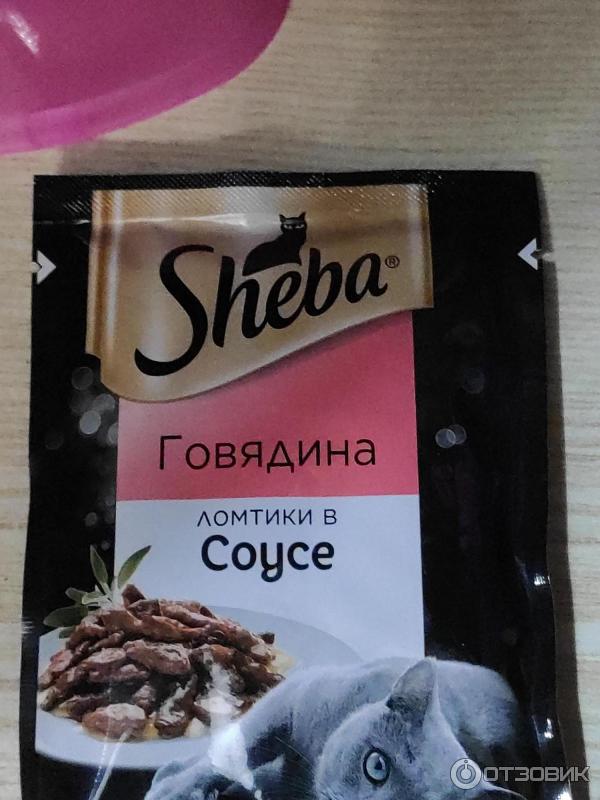 Sheba®
Говядина
ломтики в
Соусе
ОТЗОВИК